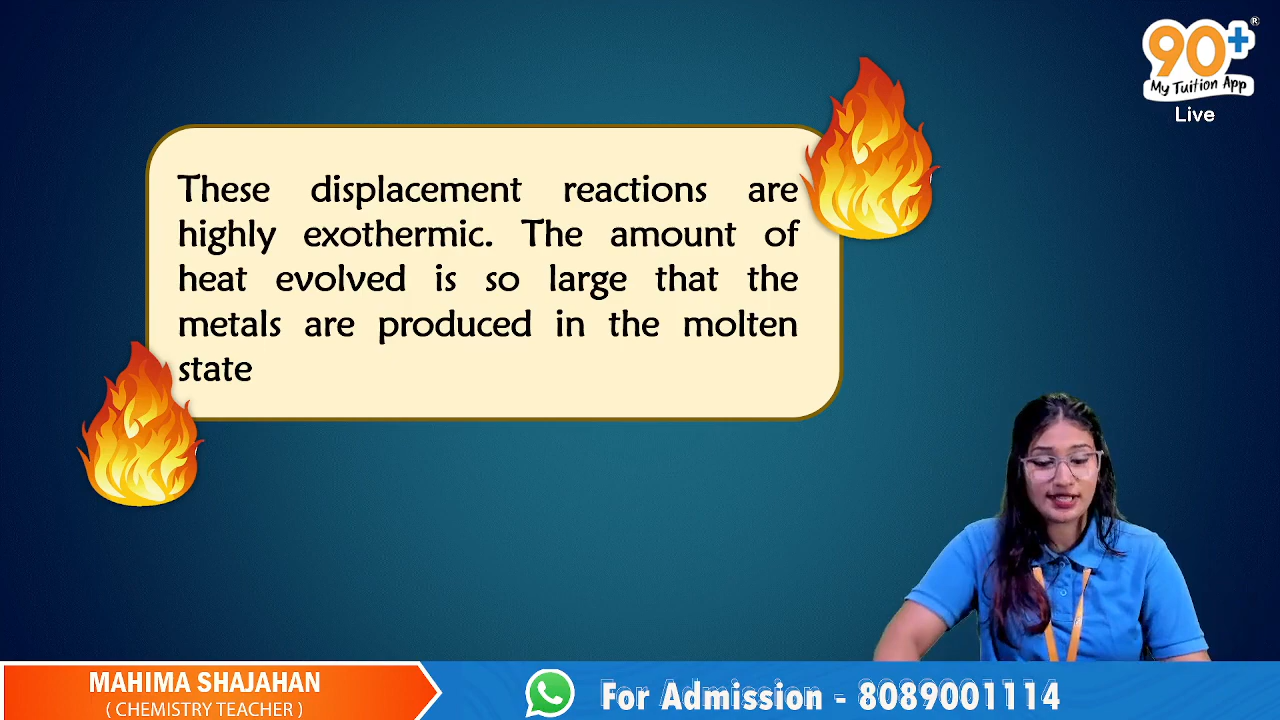 90+
®
My Tuition App
Live
These displacement reactions are
highly exothermic. The amount of
heat evolved is so large that the
metals are produced in the molten
state
MAHIMA SHAJAHAN
( CHEMISTRY TEACHER )
For Admission - 8089001114